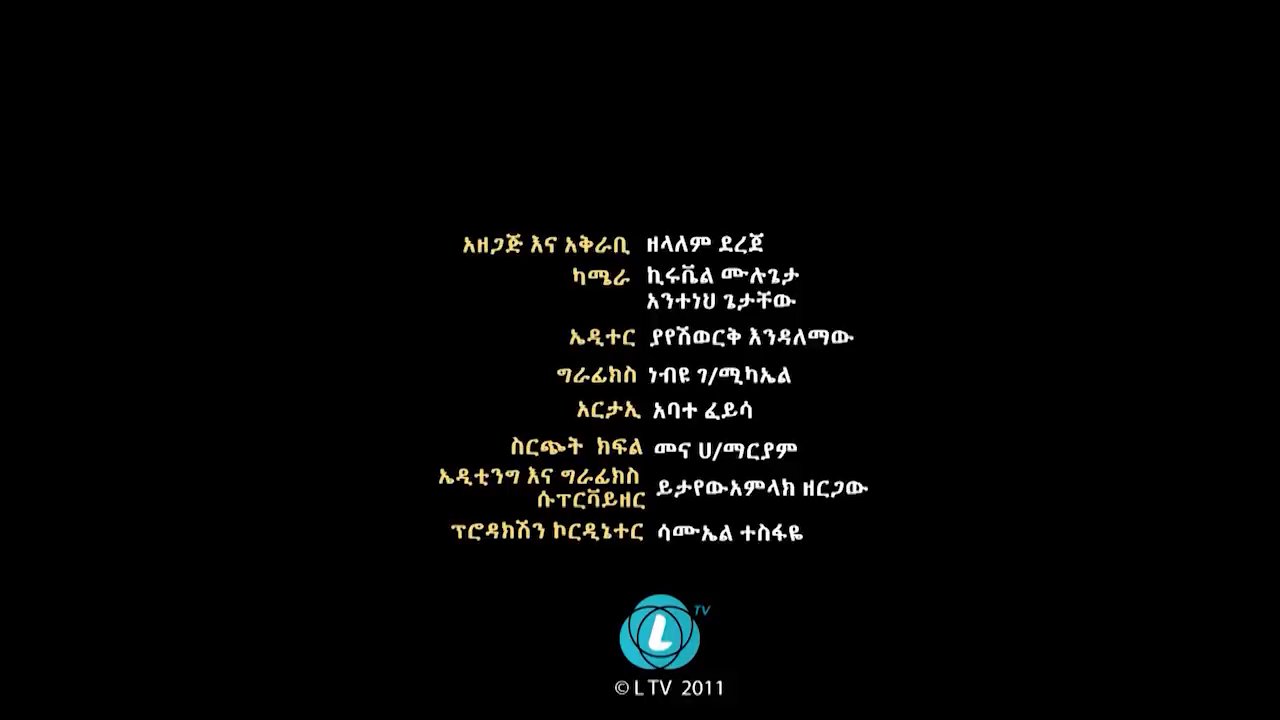 አዘጋጅ እና አቅራቢ ዘላለም ደረጀ
ካሜራ ኪሩቬል ሙሉጌታ
አንተነህ ጌታቸው
ኤዲተር ያየሽወርቅ እንዳለማው
ግራፊክስ ነብዩ ገ/ሚካኤል
አርታኢ አባተ ፈይሳ
ስርጭት ክፍል መና ሀ/ማርያም
ኤዲቲንግ እና ግራፊክስ
ሱፐርቫይዘር ይታየውአምላክ ዘርጋው
ፕሮዳክሽን ኮርዲኔተር ሳሙኤል ተስፋዬ
L TV
© L TV 2011